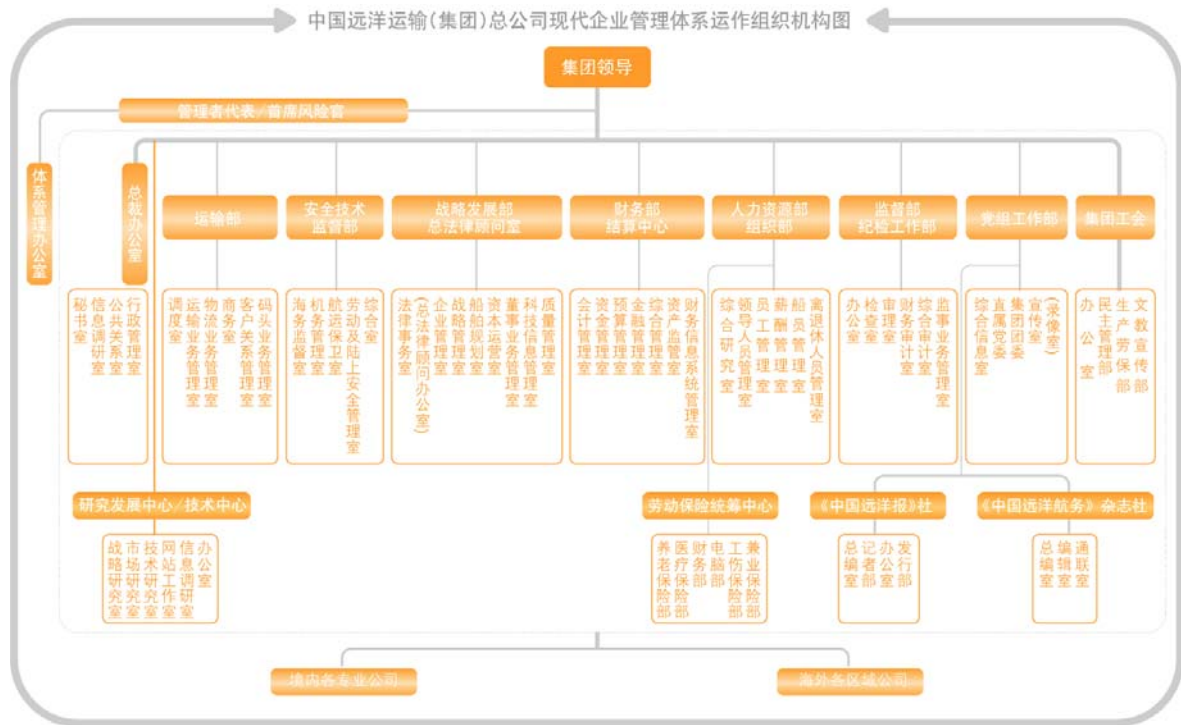 中国远洋运输(集团)总公司现代企业管理体系运作组织机构图
集团领导
管理者代表/首席风险官
体系管理办公室
总裁办公室
运输部
安全技术
监督部
战略发展部
总法律顾问室
财务部
结算中心
人力资源部
组织部
监督部
纪检工作部
党组工作部
集团工会
秘书室
信息调研室
公共关系室
行政管理室
调度室
运输业务管理室
物流业务管理室
商务室
客户关系管理室
码头业务管理室
海务监督室
机务管理室
航运保卫室
劳动及陆上安全管理室
综合室
法律事务室
(总法律顾问办公室)
企业管理室
战略管理室
船舶规划室
资本运营室
董事业务管理室
科技信息管理室
质量管理室
会计管理室
资金管理室
预算管理室
金融管理室
综合管理室
资产监管室
财务信息系统管理室
综合研究室
领导人员管理室
员工管理室
薪酬管理室
船员管理室
离退休人员管理室
办公室
检查室
审理室
财务审计室
综合审计室
监事业务管理室
综合信息室
直属党委
集团团委
宣传室
(录像室)
办公室
民主管理部
生产劳保部
文教宣传部
研究发展中心/技术中心
劳动保险统筹中心
《中国远洋报》社
《中国远洋航务》杂志社
战略研究室
市场研究室
技术研究室
网站工作室
信息调研室
办公室
养老保险部
医疗保险部
财务部
电脑部
工伤保险部
兼业保险部
总编室
记者部
办公室
发行部
总编室
编辑室
通联室
境内各专业公司
海外各区域公司